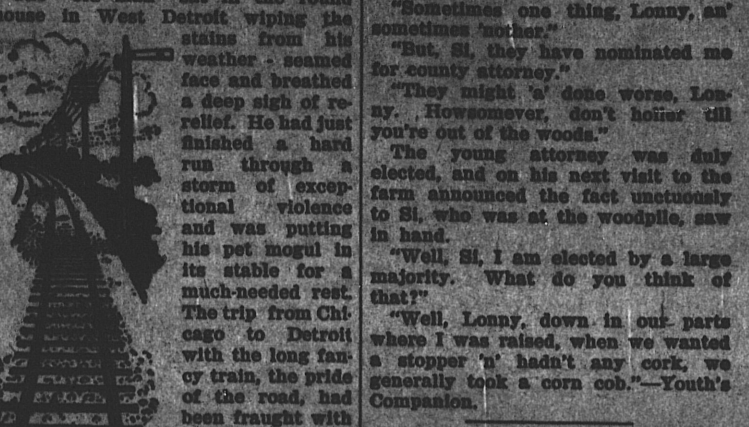 house in West Detroit wiping the
stains from his
weather - seamed
face and breathed
a deep sigh of re-
relief. He had just
finished a hard
run through a
storm of excep-
tional violence
and was putting
his pet mogul in
its stable for a
much-needed rest.
The trip from Chi-
cago to Detroit
with the long fan-
cy train, the pride
of the road, had
been fraught with
"Sometimes one thing, Lonny, an'
sometimes 'nother."
"But, Si, they have nominated me
for county attorney."
"They might 'a' done worse, Lon-
ny. Howsomever, don't holler till
you're out of the woods."
The young attorney was duly
elected, and on his next visit to the
farm announced the fact unctuously
to Si, who was at the woodpile, saw
in hand.
"Well, Si, I am elected by a large
majority. What do you think of
that?"
"Well, Lonny, down in our parts
where I was raised, when we wanted
a stopper 'n' hadn't any cork, we
generally took a corn cob."—Youth's
Companion.